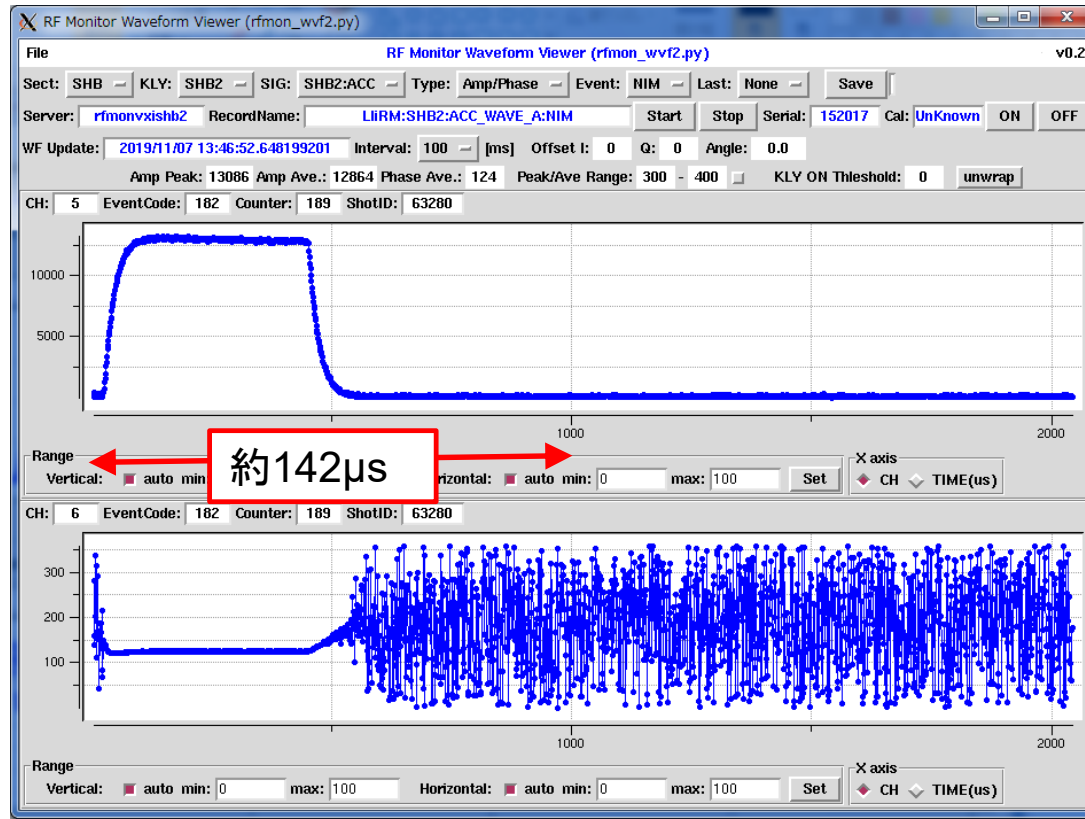 RF Monitor Waveform Viewer (rfmon_wvf2.py)
File RF Monitor Waveform Viewer (rfmon_wvf2.py) v0.2
Sect: SHB KLY: SHB2 SIG: SHB2:ACC Type: Amp/Phase Event: NIM Last: None Save
Server: rfmonvxishb2 RecordName: LIiRM:SHB2:ACC_WAVE_A:NIM Start Stop Serial: 152017 Cal: UnKnown ON OFF
WF Update: 2019/11/07 13:46:52.648199201 Interval: 100 [ms] Offset I: 0 Q: 0 Angle: 0.0
Amp Peak: 13086 Amp Ave.: 12864 Phase Ave.: 124 Peak/Ave Range: 300 - 400 KLY ON Thleshold: 0 unwrap
CH: 5 EventCode: 182 Counter: 189 ShotID: 63280
10000
5000
1000 2000
約142µs
Range X axis
Vertical: auto min: rizontal: auto min: 0 max: 100 Set CH TIME(us)
CH: 6 EventCode: 182 Counter: 189 ShotID: 63280
300
200
100
1000 2000
Range X axis
Vertical: auto min: 0 max: 100 Horizontal: auto min: 0 max: 100 Set CH TIME(us)